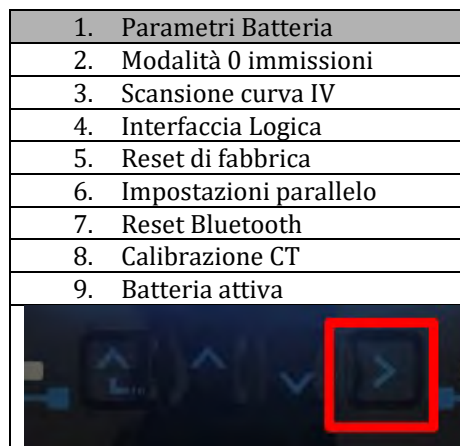 1. Parametri Batteria
2. Modalità 0 immissioni
3. Scansione curva IV
4. Interfaccia Logica
5. Reset di fabbrica
6. Impostazioni parallelo
7. Reset Bluetooth
8. Calibrazione CT
9. Batteria attiva